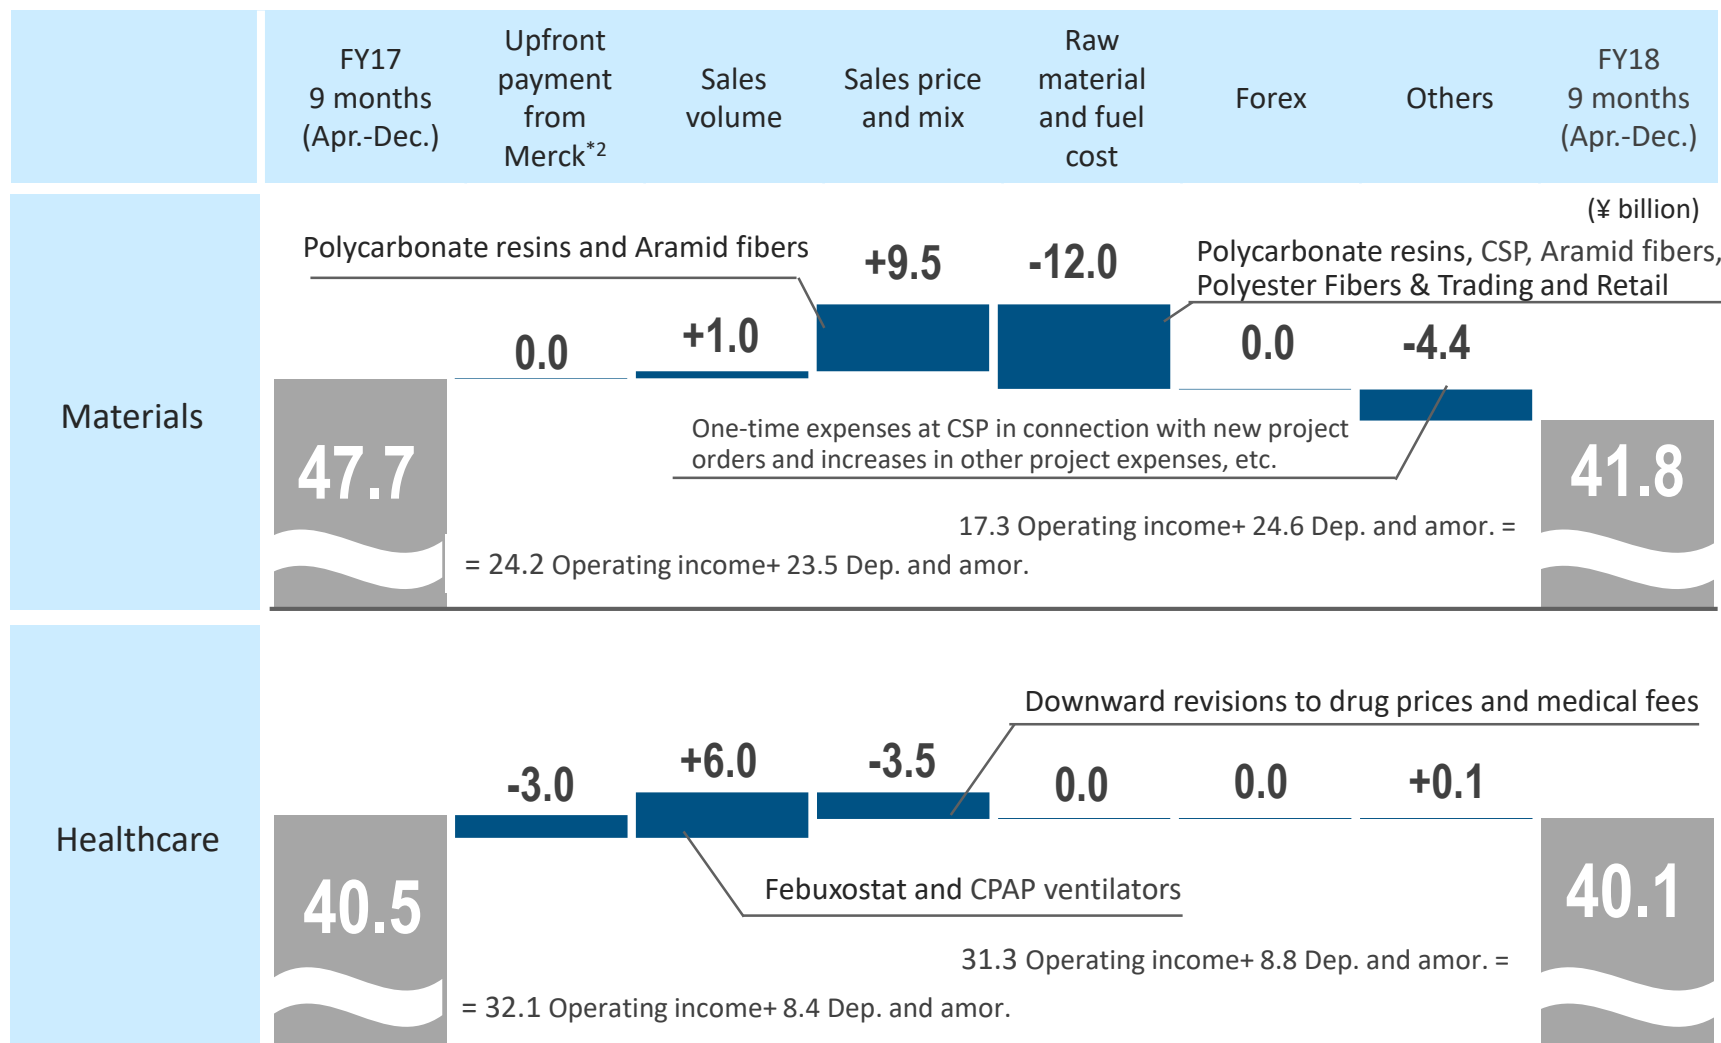 FY17
9 months
(Apr.-Dec.)
Upfront
payment
from
Merck*2
Sales
volume
Sales price
and mix
Raw
material
and fuel
cost
Forex
Others
FY18
9 months
(Apr.-Dec.)
(¥ billion)
Materials
Polycarbonate resins and Aramid fibers
+9.5
-12.0
Polycarbonate resins, CSP, Aramid fibers,
Polyester Fibers & Trading and Retail
0.0
+1.0
0.0
-4.4
One-time expenses at CSP in connection with new project
orders and increases in other project expenses, etc.
47.7
41.8
17.3 Operating income+ 24.6 Dep. and amor. =
= 24.2 Operating income+ 23.5 Dep. and amor.
Healthcare
Downward revisions to drug prices and medical fees
-3.0
+6.0
-3.5
0.0
0.0
+0.1
Febuxostat and CPAP ventilators
40.5
40.1
31.3 Operating income+ 8.8 Dep. and amor. =
= 32.1 Operating income+ 8.4 Dep. and amor.